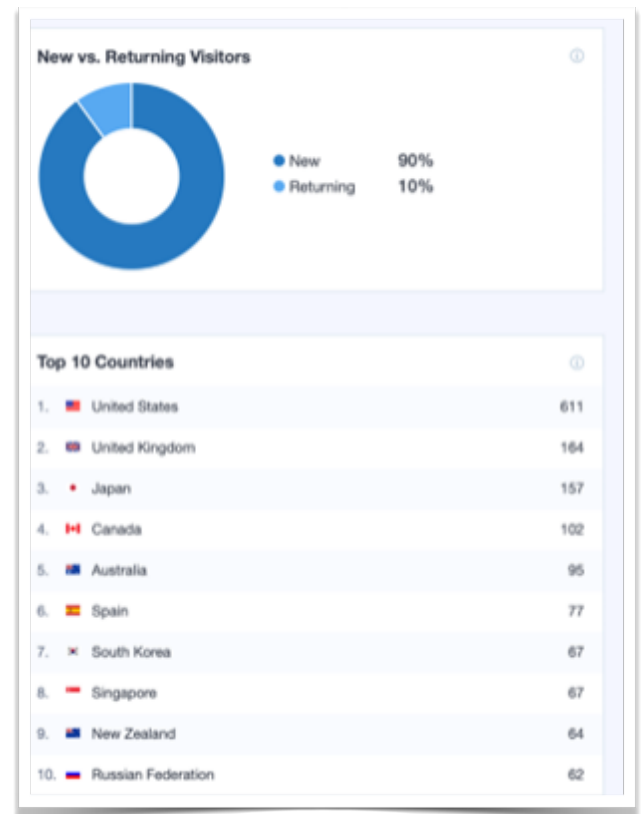 New vs. Returning Visitors
New 90%
Returning 10%
Top 10 Countries
1. United States 611
2. United Kingdom 164
3. Japan 157
4. Canada 102
5. Australia 95
6. Spain 77
7. South Korea 67
8. Singapore 67
9. New Zealand 64
10. Russian Federation 62